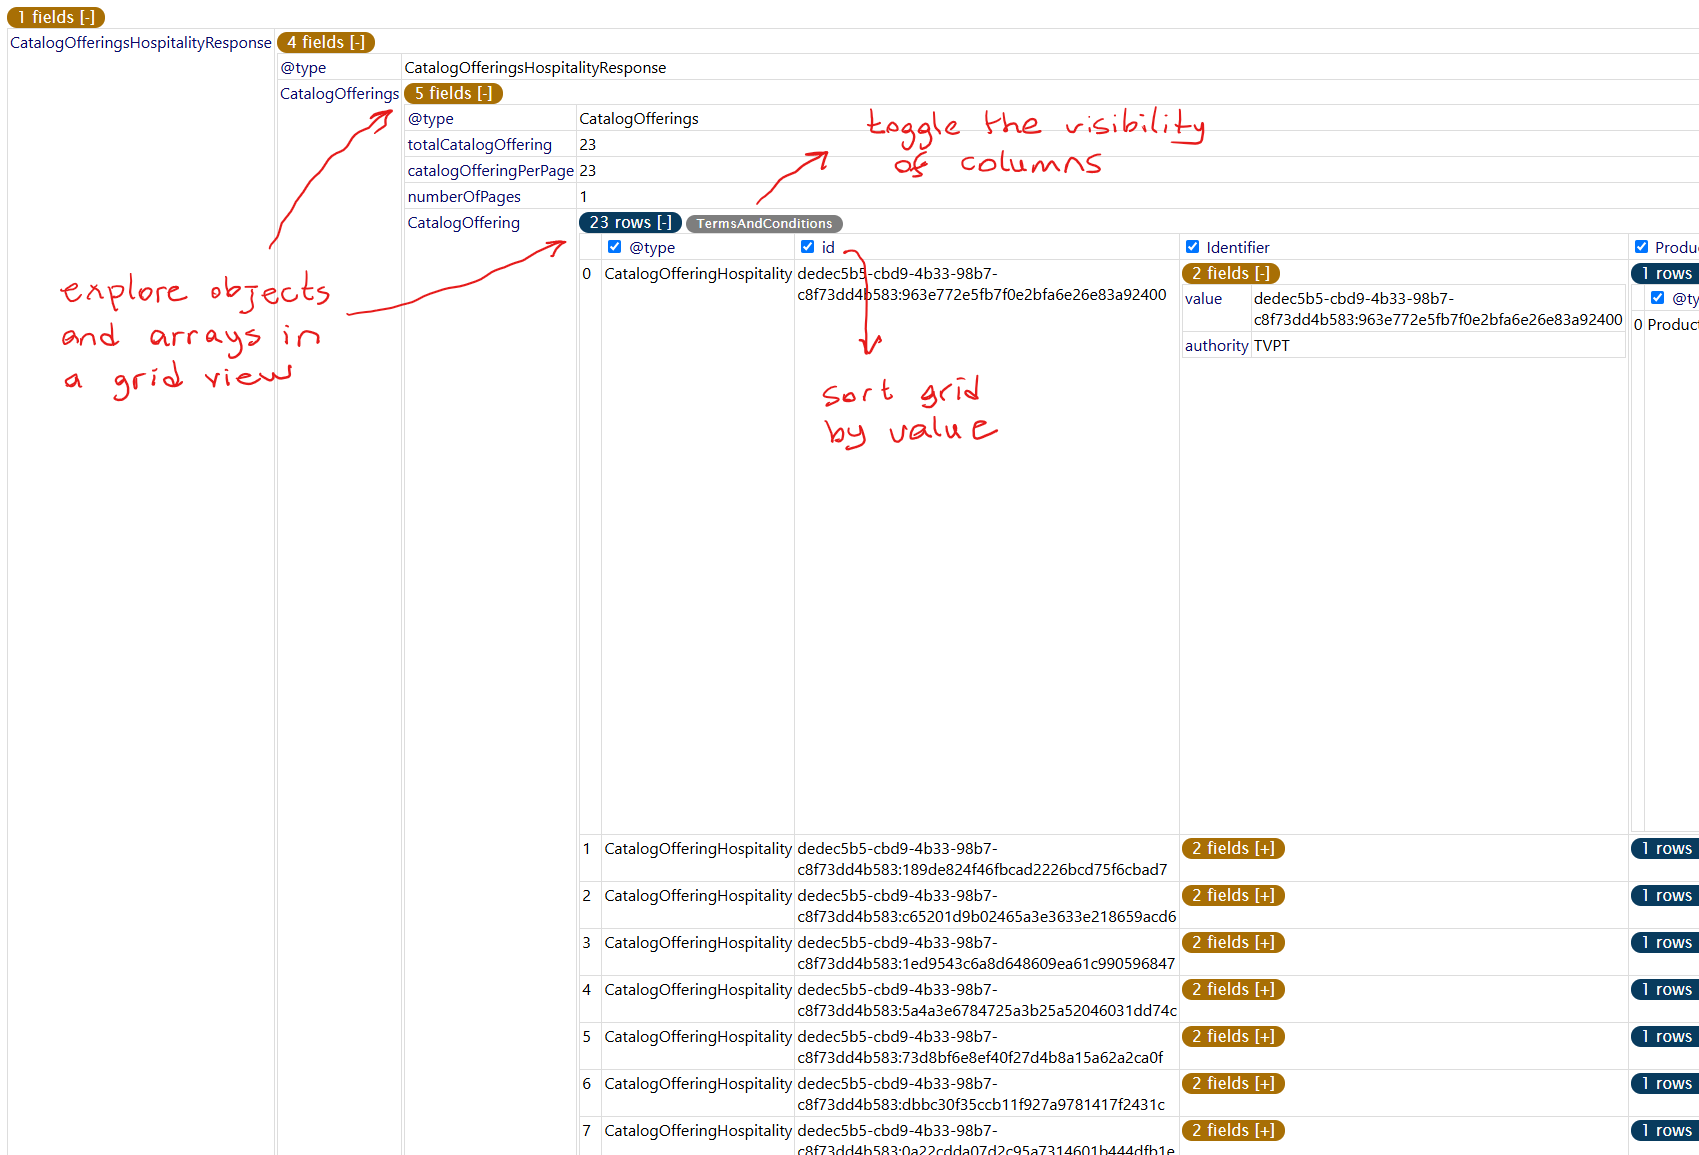 1 fields [-]
CatalogOfferingsHospitalityResponse 4 fields [-]
@type CatalogOfferingsHospitalityResponse
CatalogOfferings 5 fields [-]
@type CatalogOfferings
totalCatalogOffering 23
catalogOfferingPerPage 23
numberOfPages 1
CatalogOffering 23 rows [-] TermsAndConditions
toggle the visibility
of columns
@type id Identifier Produc
0 CatalogOfferingHospitality dedec5b5-cbd9-4b33-98b7- 2 fields [-] 1 rows
c8f73dd4b583:963e772e5fb7f0e2bfa6e26e83a92400
value dedec5b5-cbd9-4b33-98b7- @ty
c8f73dd4b583:963e772e5fb7f0e2bfa6e26e83a92400 0 Product
authority TVPT
explore objects
and arrays in
a grid view
sort grid
by value
1 CatalogOfferingHospitality dedec5b5-cbd9-4b33-98b7- 2 fields [+] 1 rows
c8f73dd4b583:189de824f46fbcad2226bcd75f6cbad7
2 CatalogOfferingHospitality dedec5b5-cbd9-4b33-98b7- 2 fields [+] 1 rows
c8f73dd4b583:c65201d9b02465a3e3633e218659acd6
3 CatalogOfferingHospitality dedec5b5-cbd9-4b33-98b7- 2 fields [+] 1 rows
c8f73dd4b583:1ed9543c6a8d648609ea61c990596847
4 CatalogOfferingHospitality dedec5b5-cbd9-4b33-98b7- 2 fields [+] 1 rows
c8f73dd4b583:5a4a3e6784725a3b25a52046031dd74c
5 CatalogOfferingHospitality dedec5b5-cbd9-4b33-98b7- 2 fields [+] 1 rows
c8f73dd4b583:73d8bf6e8ef40f27d4b8a15a62a2ca0f
6 CatalogOfferingHospitality dedec5b5-cbd9-4b33-98b7- 2 fields [+] 1 rows
c8f73dd4b583:dbbc30f35ccb11f927a9781417f2431c
7 CatalogOfferingHospitality dedec5b5-cbd9-4b33-98b7- 2 fields [+] 1 rows
c8f73dd4b583:0a22cdda07d2c95a7314601b444dfb1e